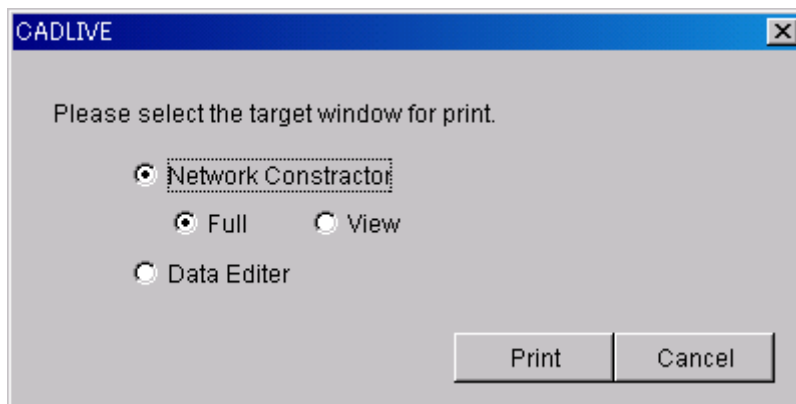 CADLIVE
Please select the target window for print.
Network Constractor
Full View
Data Editer
Print Cancel